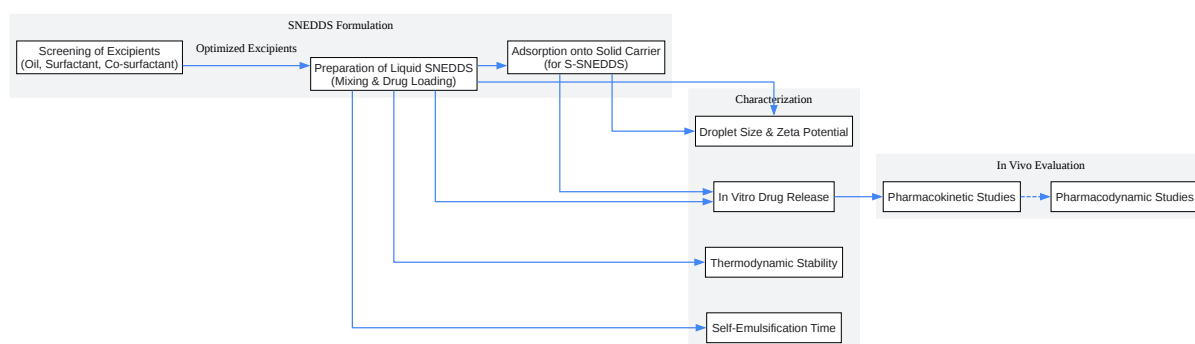 SNEDDS Formulation
Screening of Excipients
(Oil, Surfactant, Co-surfactant)
Optimized Excipients
Preparation of Liquid SNEDDS
(Mixing & Drug Loading)
Adsorption onto Solid Carrier
(for S-SNEDDS)
Characterization
Droplet Size & Zeta Potential
In Vitro Drug Release
Thermodynamic Stability
Self-Emulsification Time
In Vivo Evaluation
Pharmacokinetic Studies
Pharmacodynamic Studies